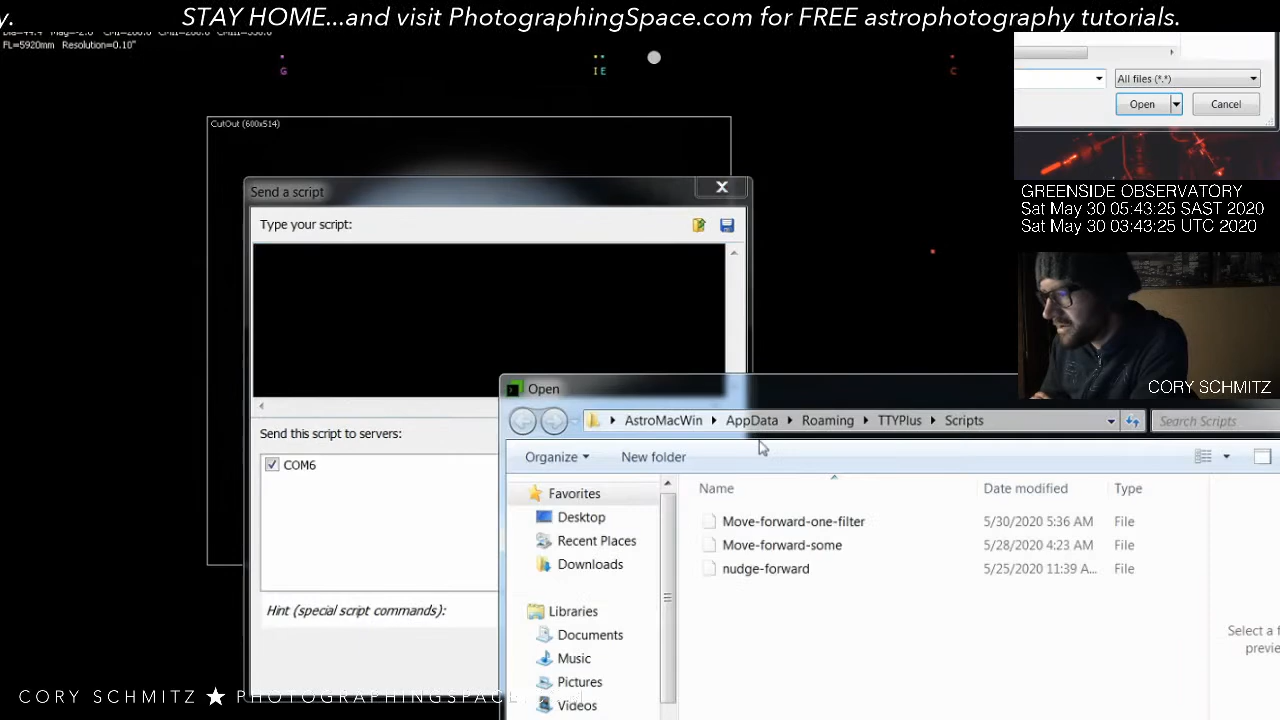 y.
STAY HOME...and visit PhotographingSpace.com for FREE astrophotography tutorials.
FL=5920mm Resolution=0.10"
G
I E
C
CutOut (600x514)
All files (*.*)
Open
Cancel
GREENSIDE OBSERVATORY
Sat May 30 05:43:25 SAST 2020
Sat May 30 03:43:25 UTC 2020
CORY SCHMITZ
Send a script
Type your script:
Send this script to servers:
COM6
Hint (special script commands):
Open
AstroMacWin
AppData
Roaming
TTYPlus
Scripts
Search Scripts
Organize
New folder
Favorites
Desktop
Recent Places
Downloads
Libraries
Documents
Music
Pictures
Videos
Name
Date modified
Type
Move-forward-one-filter 5/30/2020 5:36 AM File
Move-forward-some 5/28/2020 4:23 AM File
nudge-forward 5/25/2020 11:39 A... File
Select a f
previe
CORY SCHMITZ ★ PHOTOGRAPHINGSPACE.COM